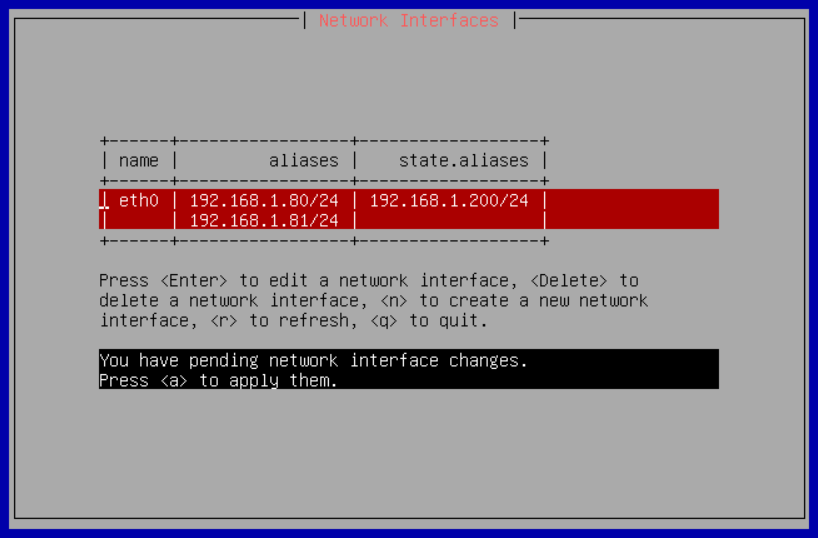 Network Interfaces
+------+-----------------+------------------+
| name |         aliases |    state.aliases |
+------+-----------------+------------------+
| eth0 | 192.168.1.80/24 | 192.168.1.200/24 |
|      | 192.168.1.81/24 |                  |
+------+-----------------+------------------+
Press <Enter> to edit a network interface, <Delete> to
delete a network interface, <n> to create a new network
interface, <r> to refresh, <q> to quit.
You have pending network interface changes.
Press <a> to apply them.